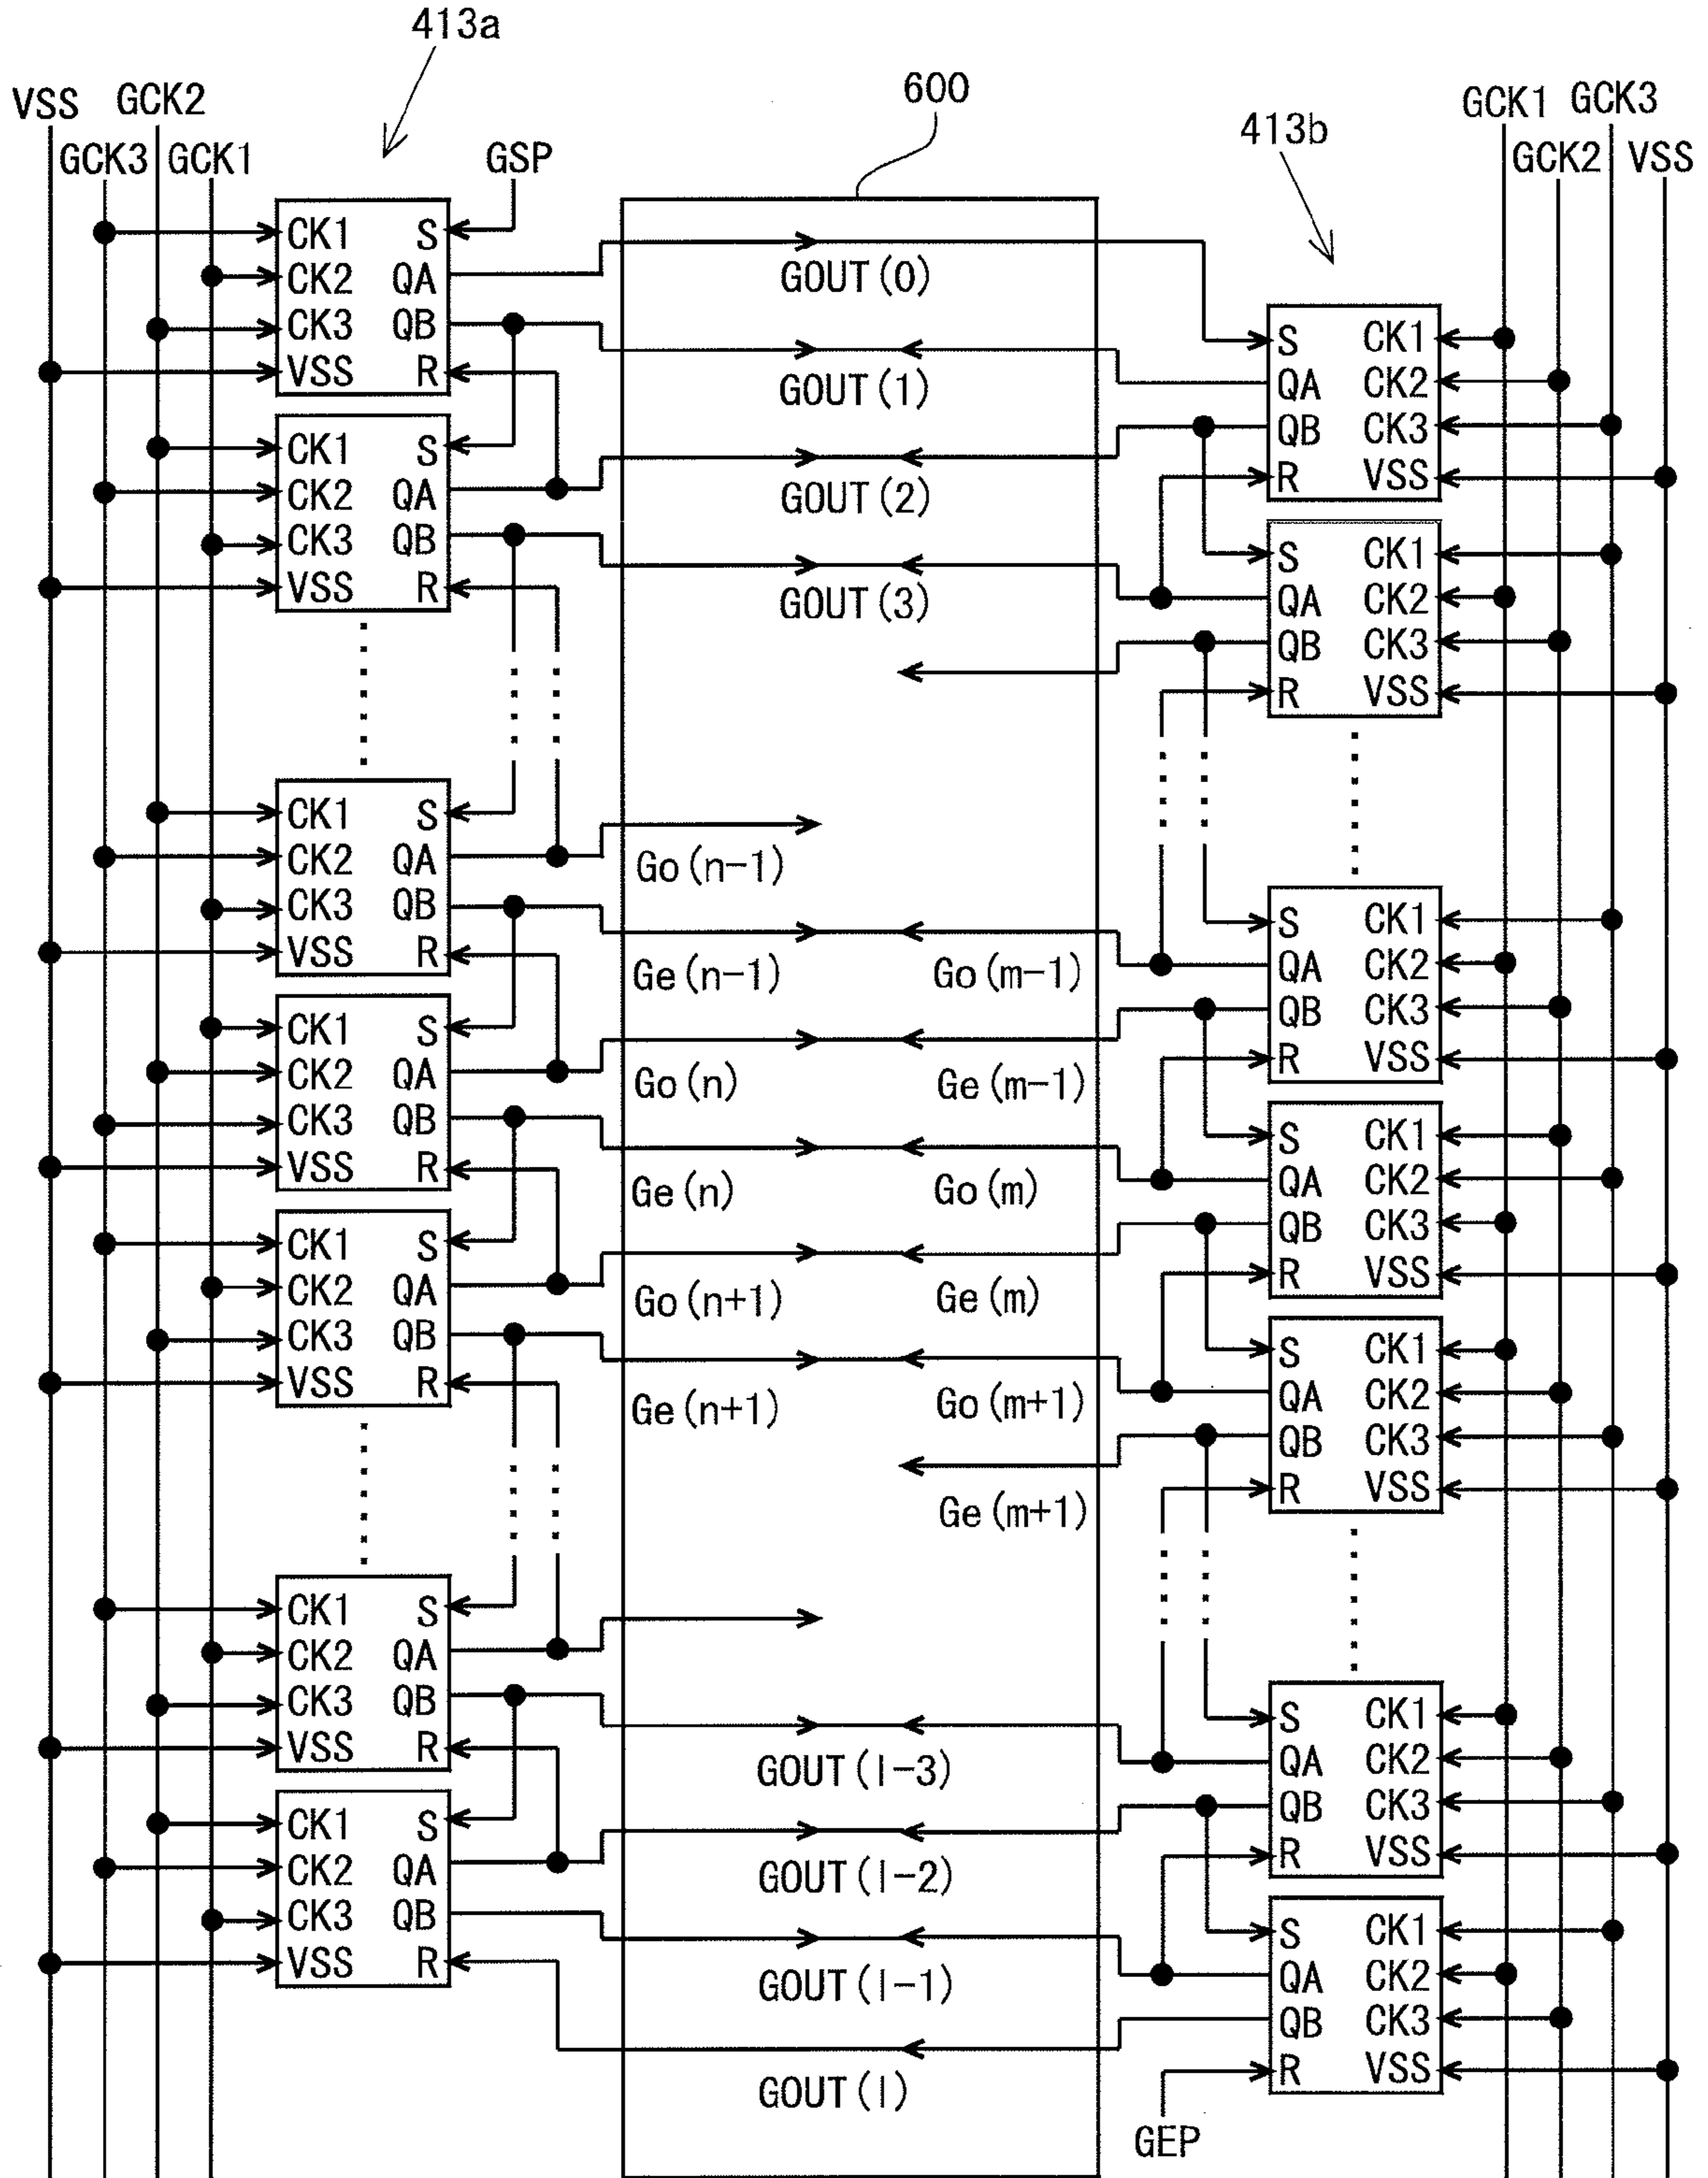 413a
600
VSS GCK2
GCK3 GCK1 GSP
413b
GCK1 GCK3
GCK2 VSS
CK1 S
CK2 QA
CK3 QB
VSS R
GOUT(0)
GOUT(1)
S CK1
QA CK2
QB CK3
R VSS
CK1 S
CK2 QA
CK3 QB
VSS R
GOUT(2)
GOUT(3)
S CK1
QA CK2
QB CK3
R VSS
CK1 S
CK2 QA
CK3 QB
VSS R
Go(n-1)
Ge(n-1) Go(m-1)
S CK1
QA CK2
QB CK3
R VSS
CK1 S
CK2 QA
CK3 QB
VSS R
Go(n) Ge(m-1)
Ge(n) Go(m)
S CK1
QA CK2
QB CK3
R VSS
CK1 S
CK2 QA
CK3 QB
VSS R
Go(n+1) Ge(m)
Ge(n+1) Go(m+1)
S CK1
QA CK2
QB CK3
R VSS
Ge(m+1)
CK1 S
CK2 QA
CK3 QB
VSS R
GOUT(l-3)
S CK1
QA CK2
QB CK3
R VSS
CK1 S
CK2 QA
CK3 QB
VSS R
GOUT(l-2)
GOUT(l-1)
S CK1
QA CK2
QB CK3
R VSS
GOUT(l)
GEP